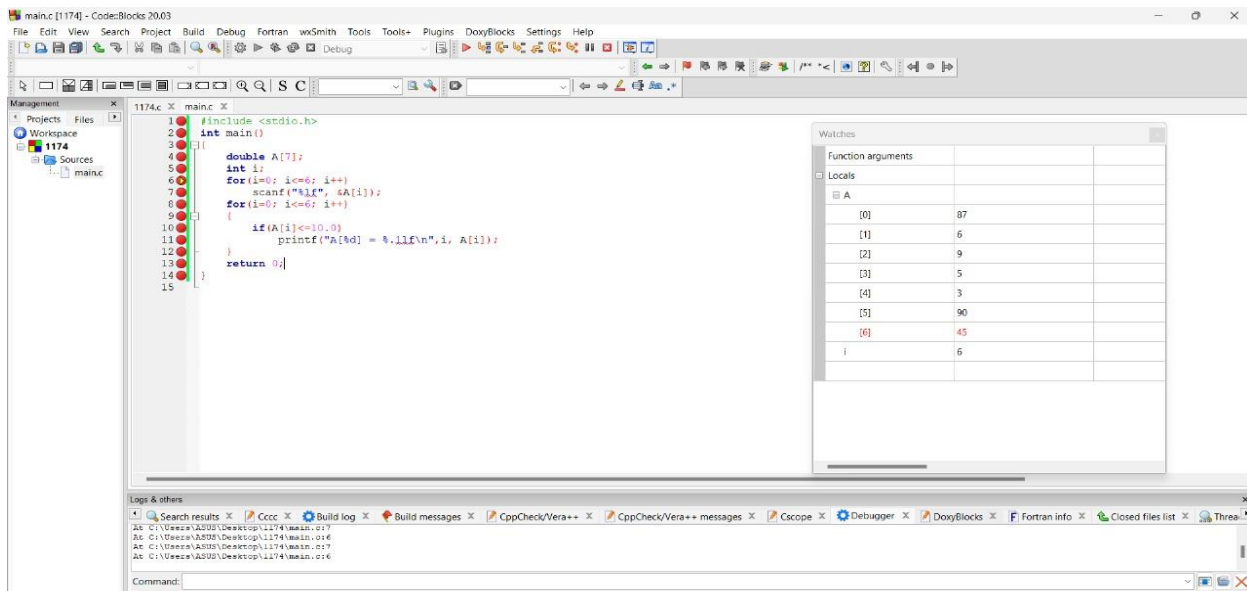 main.c [1174] - Code::Blocks 20.03
File Edit View Search Project Build Debug Fortran wxSmith Tools Tools+ Plugins DoxyBlocks Settings Help
Debug
/** *<
S C
.*
Management
Projects Files
Workspace
1174
Sources
main.c
1174.c X main.c X
1 #include <stdio.h>
2 int main()
3 {
4 double A[7];
5 int i;
6 for(i=0; i<=6; i++)
7 scanf("%lf", &A[i]);
8 for(i=0; i<=6; i++)
9 {
10 if(A[i]<=10.0)
11 printf("A[%d] = %.1lf\n",i, A[i]);
12 }
13 return 0;
14 }
15
Watches
Function arguments
Locals
A
[0] 87
[1] 6
[2] 9
[3] 5
[4] 3
[5] 90
[6] 45
i 6
Logs & others
Search results X Cccc X Build log X Build messages X CppCheck/Vera++ X CppCheck/Vera++ messages X Cscope X Debugger X DoxyBlocks X Fortran info X Closed files list X Threa
At C:\Users\ASUS\Desktop\1174\main.c:7
At C:\Users\ASUS\Desktop\1174\main.c:6
At C:\Users\ASUS\Desktop\1174\main.c:7
At C:\Users\ASUS\Desktop\1174\main.c:6
Command: